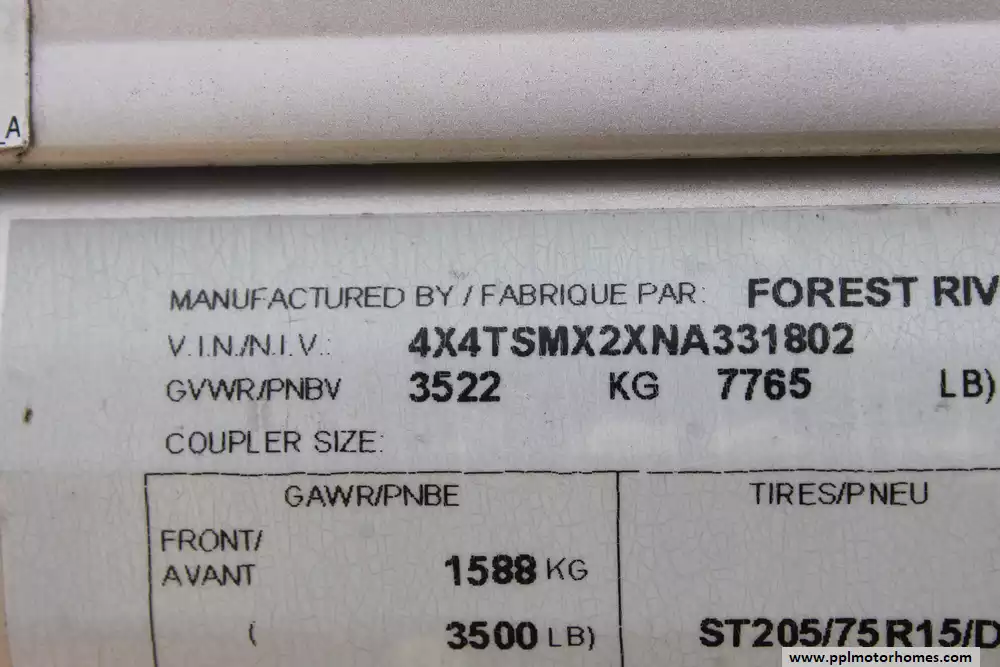 _A
MANUFACTURED BY / FABRIQUE PAR: FOREST RIV
V.I.N./N.I.V.: 4X4TSMX2XNA331802
GVWR/PNBV 3522 KG 7765 LB)
COUPLER SIZE:
GAWR/PNBE TIRES/PNEU
FRONT/
AVANT 1588 KG
( 3500 LB) ST205/75R15/D
www.pplmotorhomes.com